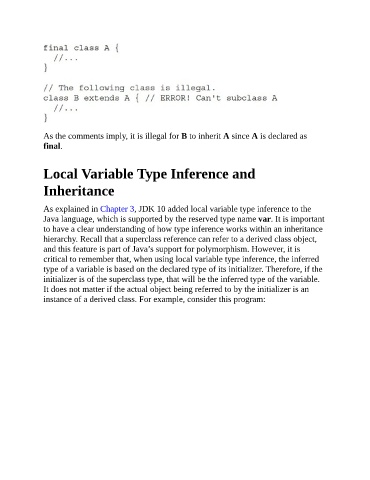 final class A {
//...
}
// The following class is illegal.
class B extends A { // ERROR! Can't subclass A
//...
}
As the comments imply, it is illegal for B to inherit A since A is declared as
final.
Local Variable Type Inference and
Inheritance
As explained in Chapter 3, JDK 10 added local variable type inference to the
Java language, which is supported by the reserved type name var. It is important
to have a clear understanding of how type inference works within an inheritance
hierarchy. Recall that a superclass reference can refer to a derived class object,
and this feature is part of Java's support for polymorphism. However, it is
critical to remember that, when using local variable type inference, the inferred
type of a variable is based on the declared type of its initializer. Therefore, if the
initializer is of the superclass type, that will be the inferred type of the variable.
It does not matter if the actual object being referred to by the initializer is an
instance of a derived class. For example, consider this program: